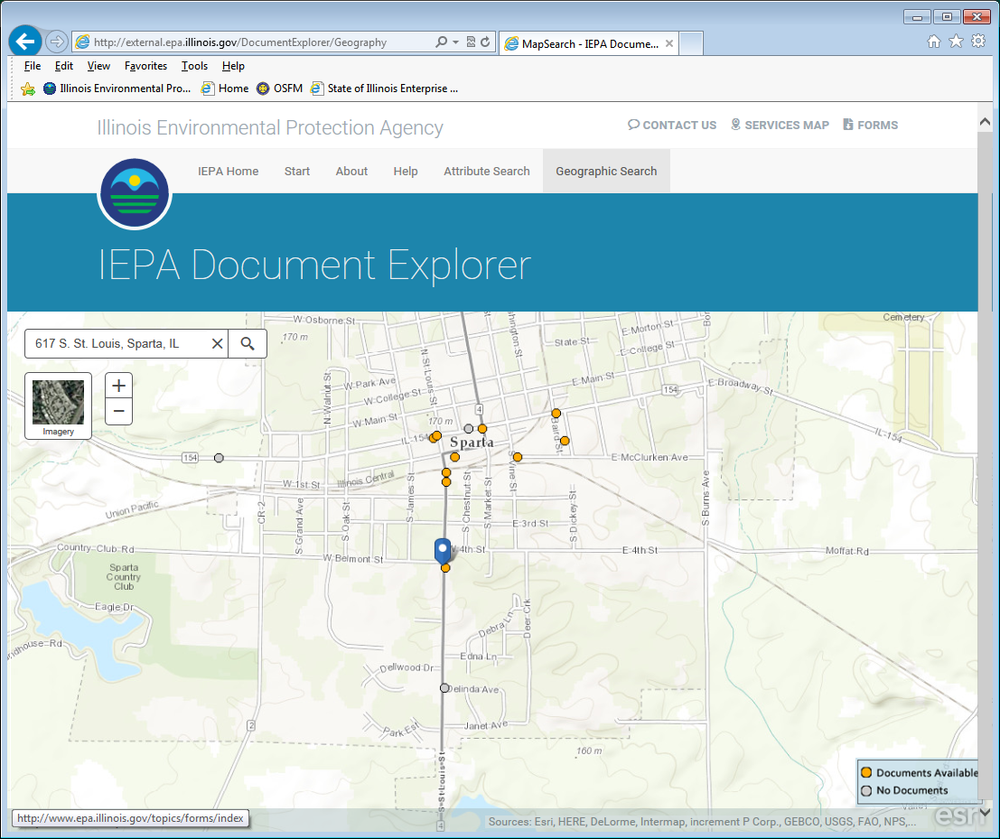 http://external.epa.illinois.gov/DocumentExplorer/Geography
MapSearch - IEPA Docume...
File Edit View Favorites Tools Help
Illinois Environmental Pro... Home OSFM State of Illinois Enterprise ...
Illinois Environmental Protection Agency
CONTACT US SERVICES MAP FORMS
IEPA Home Start About Help Attribute Search Geographic Search
IEPA Document Explorer
617 S. St. Louis, Sparta, IL
Imagery
+
−
W Osborne St
170 m
Cemetery
State St
E Morton St
E College St
E Main St
E Broadway St
154
N St Louis St
N Walnut St
W Park Ave
W College St
W Main St
170 m
4
IL-154
Sparta
Baird St
IL-154
154
E McClurken Ave
S Vine St
W 1st St
Illinois Central
Union Pacific
CR-2
S Grand Ave
S Oak St
S James St
S Chestnut St
S Market St
S Dickey St
S Burns Ave
E 3rd St
Country Club Rd
W 4th St
E 4th St
Moffat Rd
W Belmont St
Sparta
Country
Club
Eagle Dr
Debra Ln
Deer Crk
Edna Ln
Dellwood Dr
Delinda Ave
2
Park Est
Janet Ave
160 m
S St Louis St
4
Documents Available
No Documents
http://www.epa.illinois.gov/topics/forms/index
Sources: Esri, HERE, DeLorme, Intermap, increment P Corp., GEBCO, USGS, FAO, NPS,...
esri